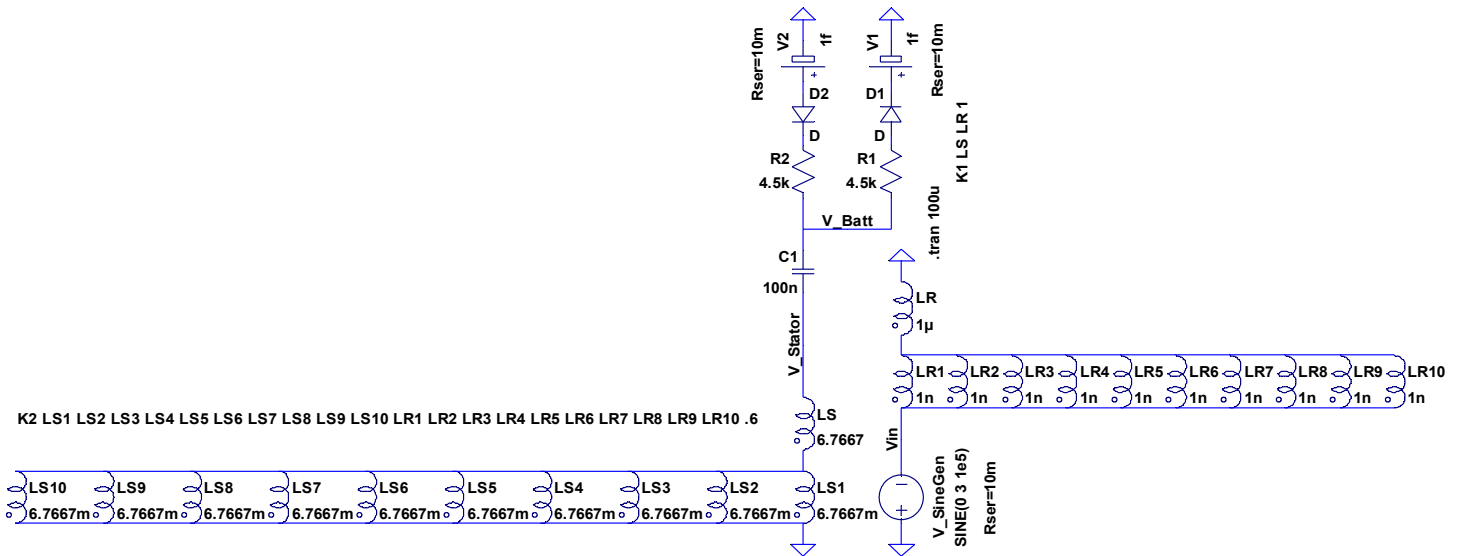 V2
1f
Rser=10m
+
V1
1f
Rser=10m
+
D2
D
D1
D
K1 LS LR 1
R2
4.5k
R1
4.5k
V_Batt
.tran 100u
C1
100n
LR
1µ
V_Stator
LR1
1n
LR2
1n
LR3
1n
LR4
1n
LR5
1n
LR6
1n
LR7
1n
LR8
1n
LR9
1n
LR10
1n
K2 LS1 LS2 LS3 LS4 LS5 LS6 LS7 LS8 LS9 LS10 LR1 LR2 LR3 LR4 LR5 LR6 LR7 LR8 LR9 LR10 .6
LS
6.7667
Vin
LS10
6.7667m
LS9
6.7667m
LS8
6.7667m
LS7
6.7667m
LS6
6.7667m
LS5
6.7667m
LS4
6.7667m
LS3
6.7667m
LS2
6.7667m
LS1
6.7667m
V_SineGen
SINE(0 3 1e5)
Rser=10m
+